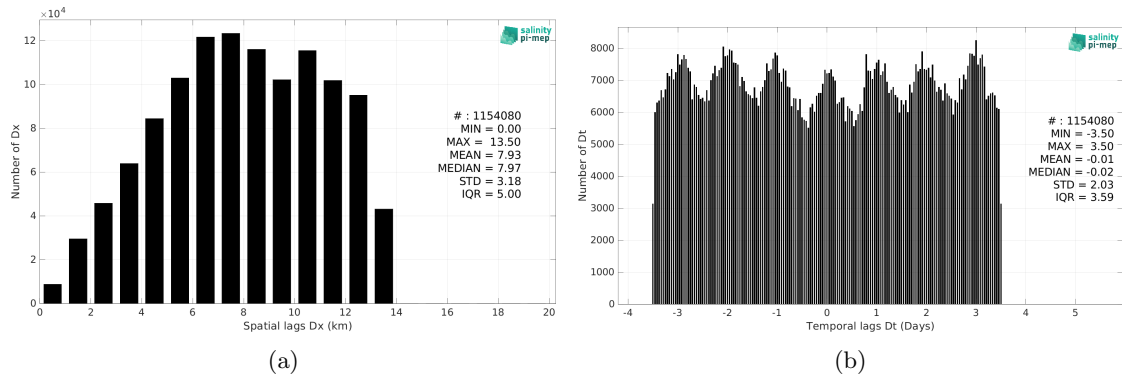 ×10⁴
12
10
8
6
4
2
0
Number of Dx
0 2 4 6 8 10 12 14 16 18 20
Spatial lags Dx (km)
salinity
pi-mep
# : 1154080
MIN = 0.00
MAX = 13.50
MEAN = 7.93
MEDIAN = 7.97
STD = 3.18
IQR = 5.00
(a)
8000
7000
6000
5000
4000
3000
2000
1000
0
Number of Dt
-4 -3 -2 -1 0 1 2 3 4 5 6
Temporal lags Dt (Days)
salinity
pi-mep
# : 1154080
MIN = -3.50
MAX = 3.50
MEAN = -0.01
MEDIAN = -0.02
STD = 2.03
IQR = 3.59
(b)